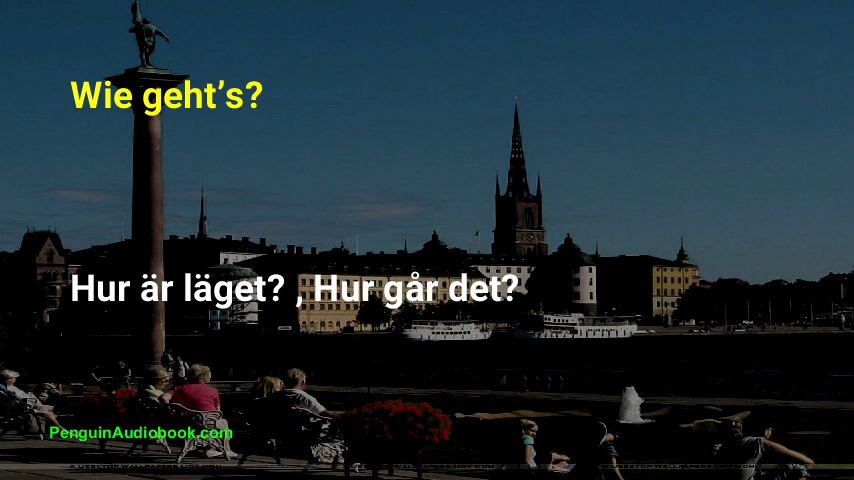 Wie geht’s?
Hur är läget? , Hur går det?
PenguinAudiobook.com